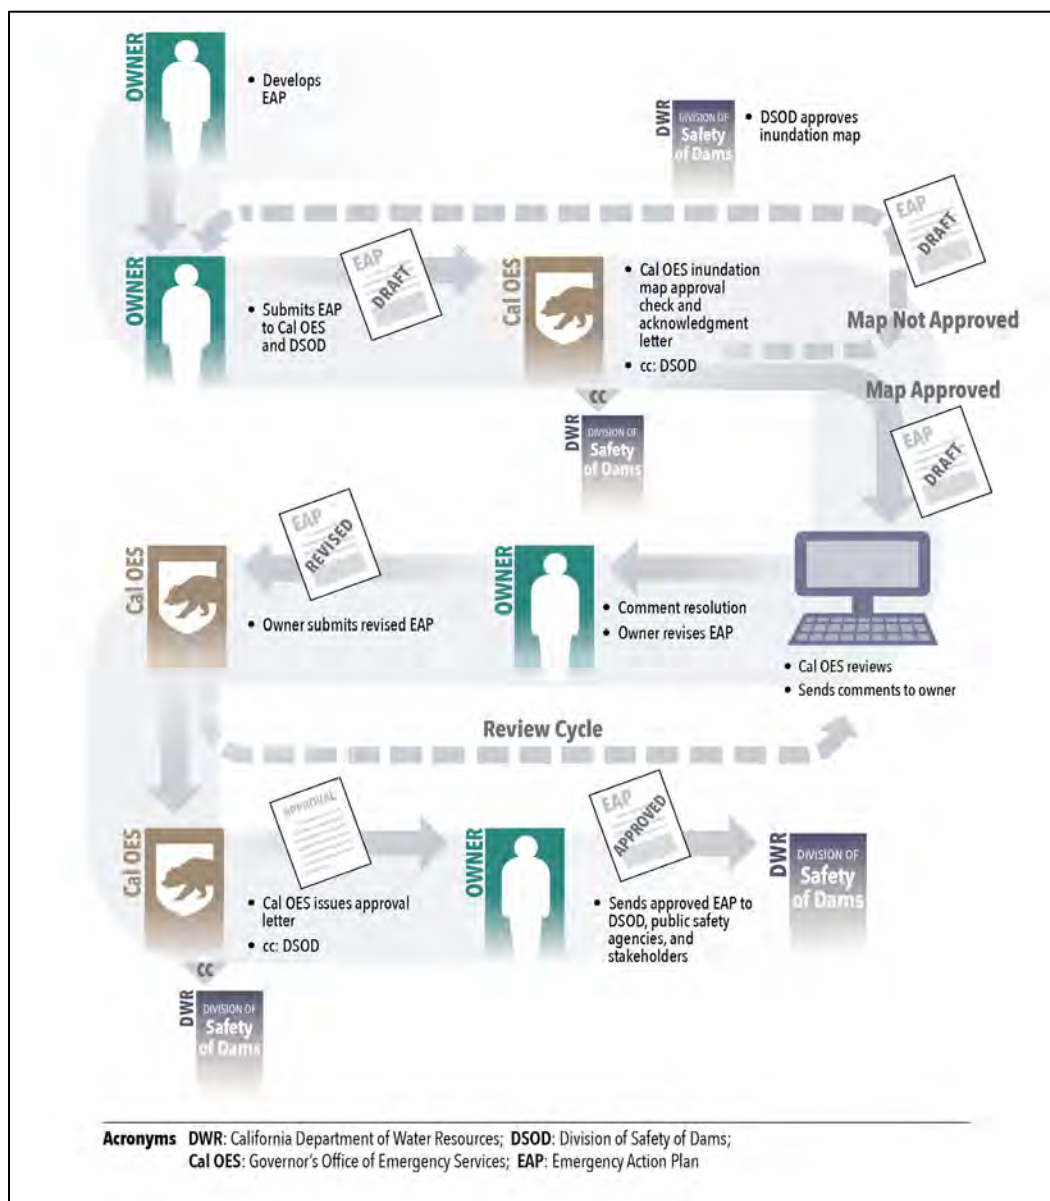 OWNER
• Develops
EAP
DWR
DIVISION OF
Safety
of Dams
• DSOD approves
inundation map
EAP
DRAFT
OWNER
• Submits EAP
to Cal OES
and DSOD
EAP
DRAFT
Cal OES
• Cal OES inundation
map approval
check and
acknowledgment
letter
• cc: DSOD
Map Not Approved
Map Approved
EAP
DRAFT
CC
DWR
DIVISION OF
Safety
of Dams
Cal OES
EAP
REVISED
• Owner submits revised EAP
OWNER
• Comment resolution
• Owner revises EAP
• Cal OES reviews
• Sends comments to owner
Review Cycle
Cal OES
APPROVAL
• Cal OES issues approval
letter
• cc: DSOD
OWNER
EAP
APPROVED
• Sends approved EAP to
DSOD, public safety
agencies, and
stakeholders
DWR
DIVISION OF
Safety
of Dams
CC
DWR
DIVISION OF
Safety
of Dams
Acronyms DWR: California Department of Water Resources; DSOD: Division of Safety of Dams;
Cal OES: Governor's Office of Emergency Services; EAP: Emergency Action Plan